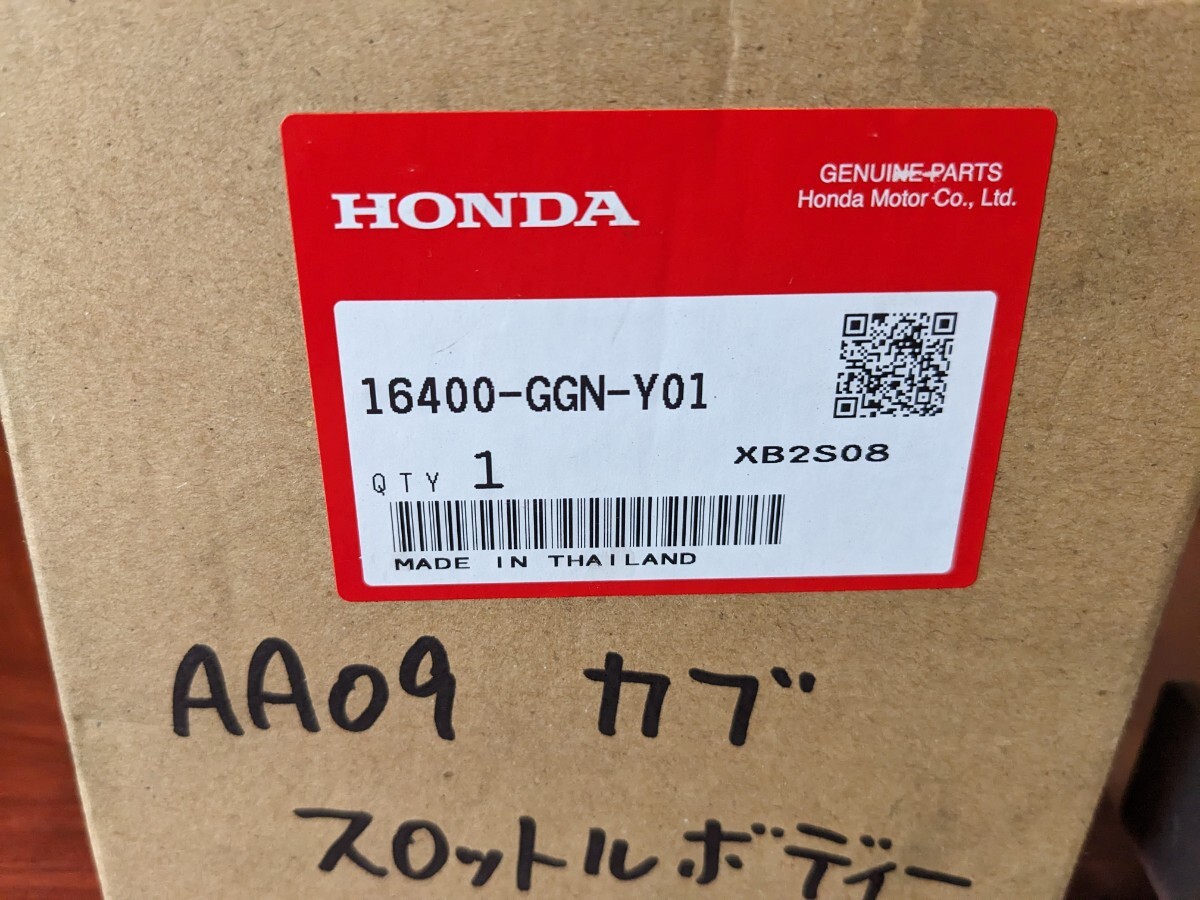 HONDA
GENUINE PARTS
Honda Motor Co., Ltd.
16400-GGN-Y01
XB2S08
QTY 1
MADE IN THAILAND
AA09 カブ
スロットルボディー